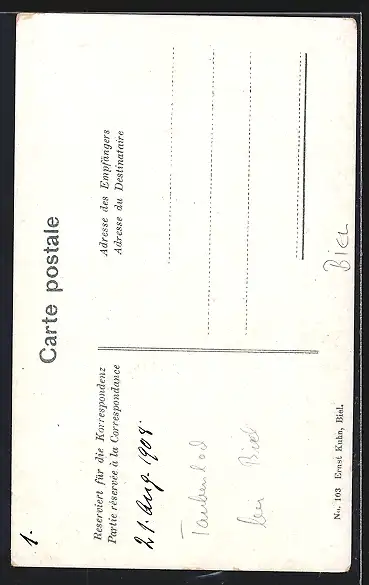 1.
Carte postale
Reserviert für die Korrespondenz
Partie réservée à la Correspondance
Adresse des Empfängers
Adresse du Destinataire
21. Aug. 1908.
Taubenloch
bei Biel
BIEL
No. 103 Ernst Kuhn, Biel.